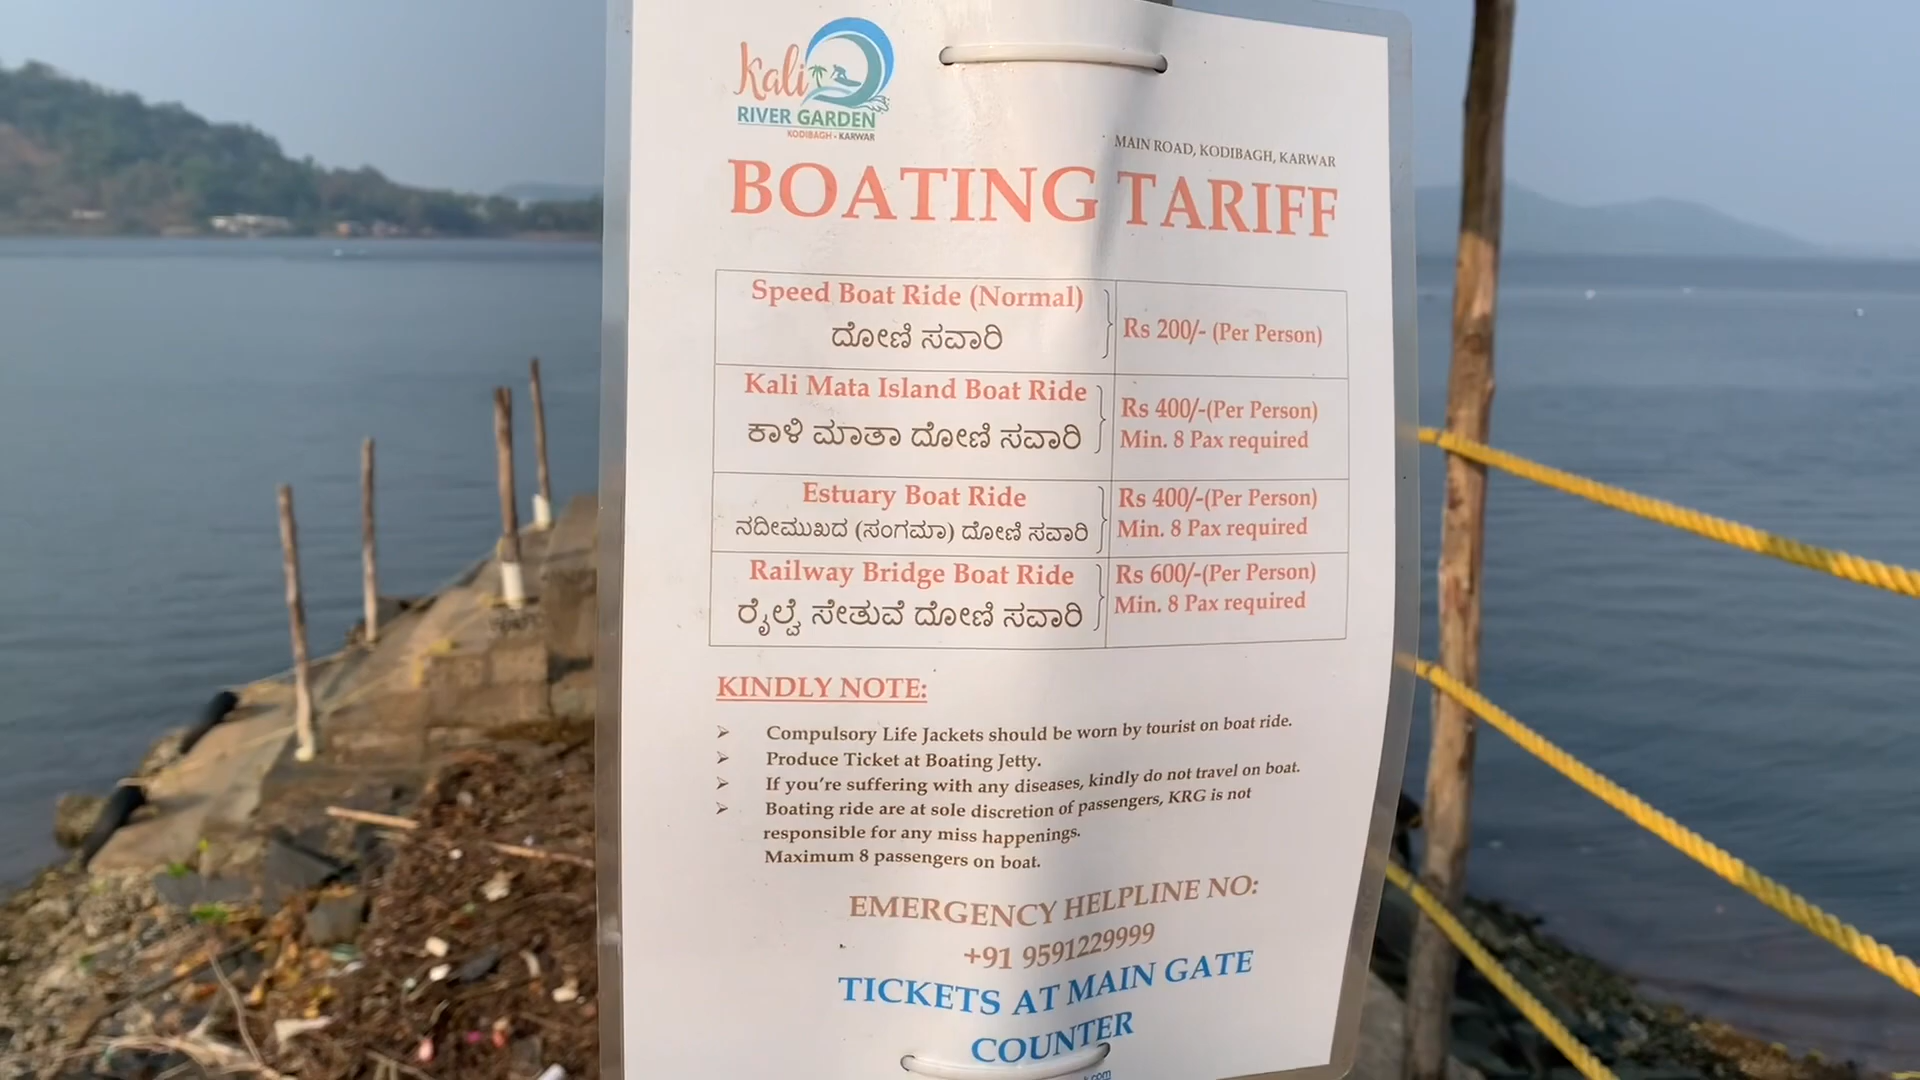 Kali
RIVER GARDEN
KODIBAGH - KARWAR
MAIN ROAD, KODIBAGH, KARWAR
BOATING TARIFF
Speed Boat Ride (Normal)
ದೋಣಿ ಸವಾರಿ
Rs 200/- (Per Person)
Kali Mata Island Boat Ride
ಕಾಳಿ ಮಾತಾ ದೋಣಿ ಸವಾರಿ
Rs 400/-(Per Person)
Min. 8 Pax required
Estuary Boat Ride
ನದೀಮುಖದ (ಸಂಗಮಾ) ದೋಣಿ ಸವಾರಿ
Rs 400/-(Per Person)
Min. 8 Pax required
Railway Bridge Boat Ride
ರೈಲ್ವೆ ಸೇತುವೆ ದೋಣಿ ಸವಾರಿ
Rs 600/-(Per Person)
Min. 8 Pax required
KINDLY NOTE:
➢ Compulsory Life Jackets should be worn by tourist on boat ride.
➢ Produce Ticket at Boating Jetty.
➢ If you're suffering with any diseases, kindly do not travel on boat.
➢ Boating ride are at sole discretion of passengers, KRG is not
responsible for any miss happenings.
Maximum 8 passengers on boat.
EMERGENCY HELPLINE NO:
+91 9591229999
TICKETS AT MAIN GATE
COUNTER